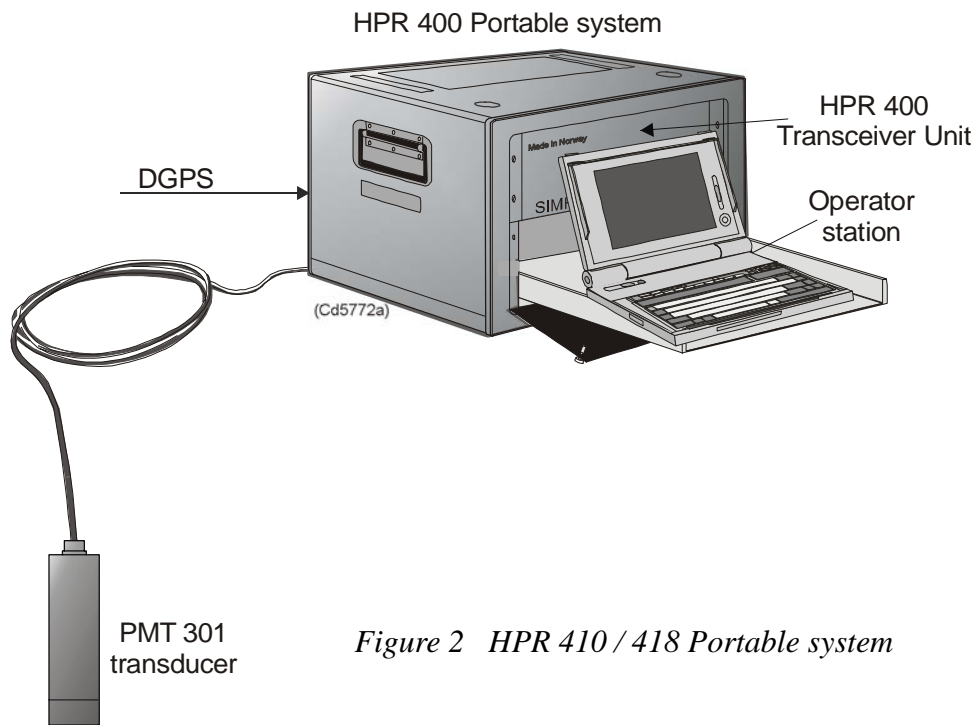 HPR 400 Portable system
HPR 400
Transceiver Unit
Made in Norway
DGPS
SIM
Operator
station
(Cd5772a)
PMT 301
transducer
Figure 2 HPR 410 / 418 Portable system